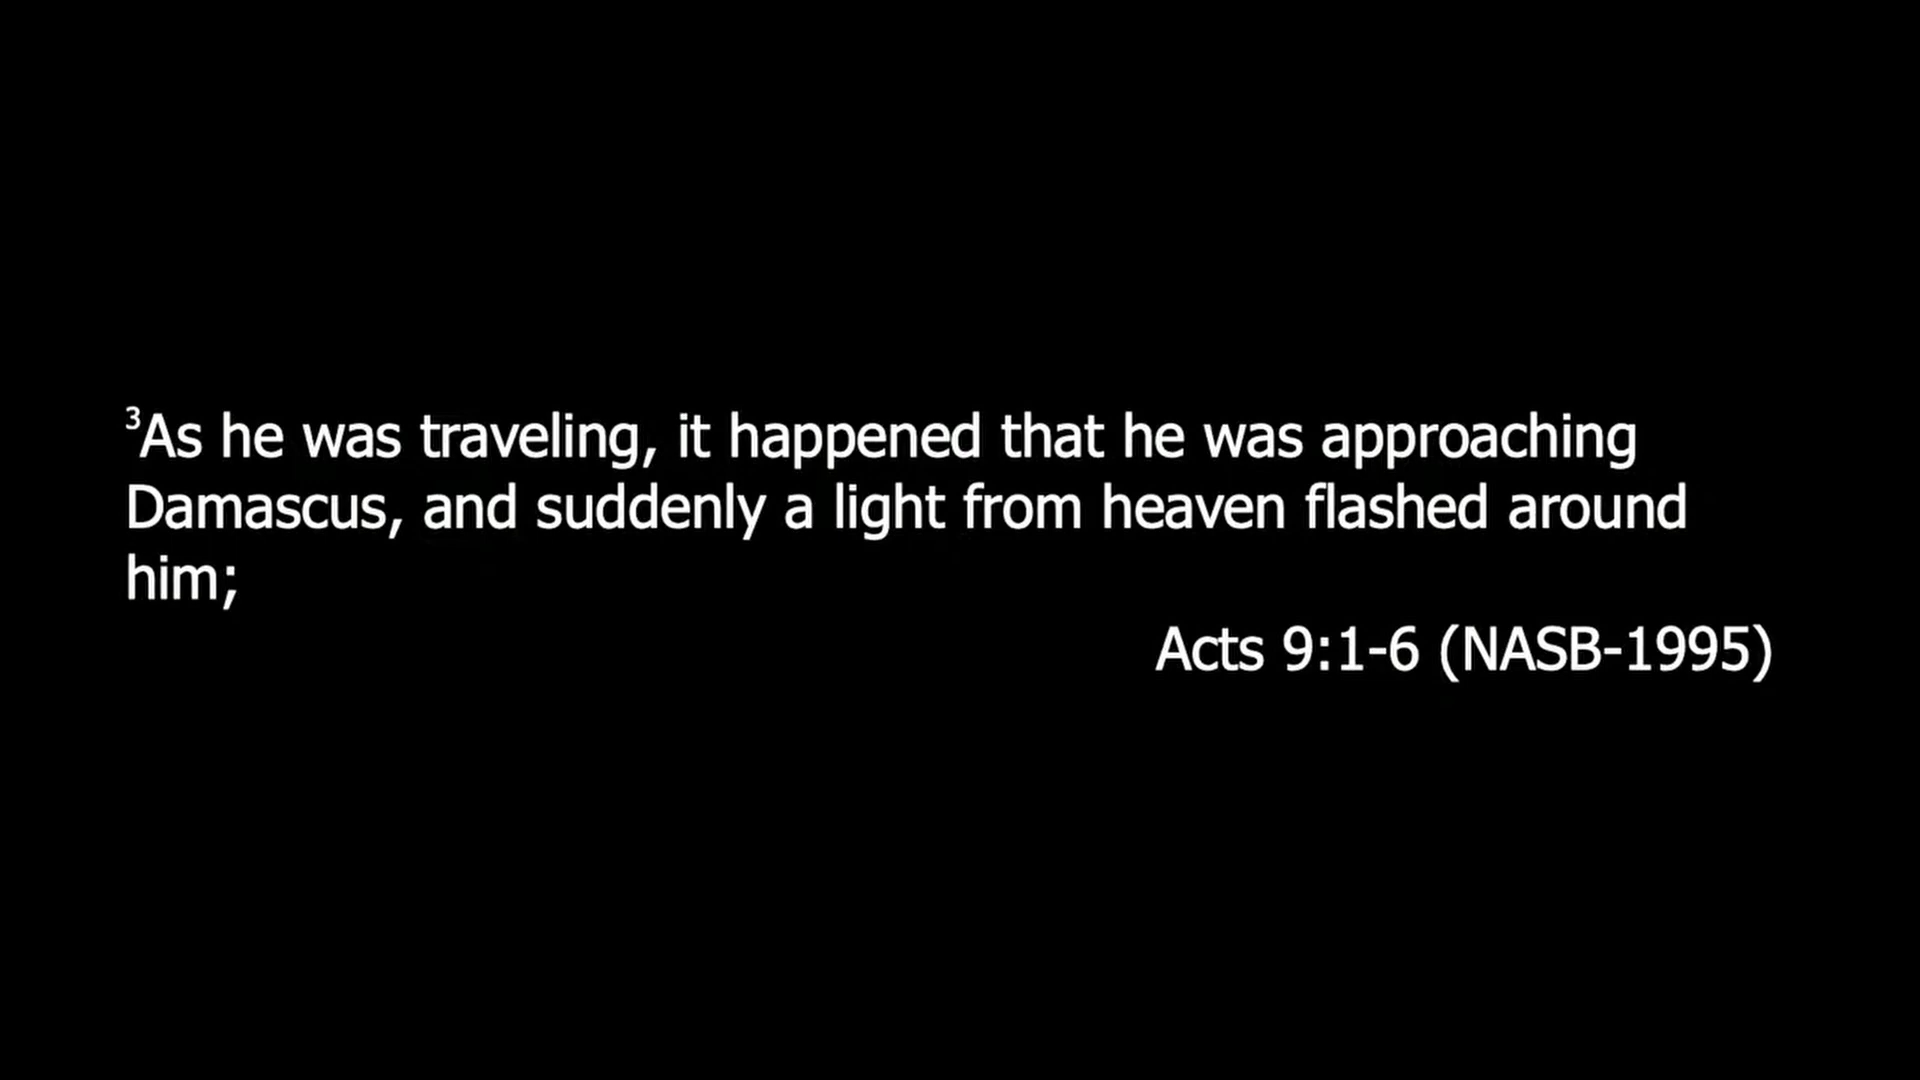 ³As he was traveling, it happened that he was approaching
Damascus, and suddenly a light from heaven flashed around
him;
Acts 9:1-6 (NASB-1995)